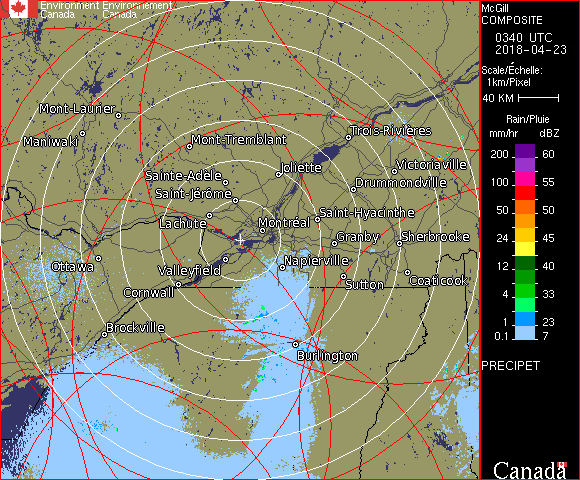 Environment Environnement
Canada Canada
McGill
COMPOSITE
0340 UTC
2018-04-23
Scale/Échelle:
1km/Pixel
40 KM
Rain/Pluie
mm/hr dBZ
200 60
100 55
50 50
24 45
12 40
4 33
1 23
0.1 7
PRECIPET
Canada
Mont-Laurier
Maniwaki
Mont-Tremblant
Trois-Rivières
Sainte-Adèle
Joliette
Victoriaville
Saint-Jérôme
Drummondville
Lachute
Montréal
Saint-Hyacinthe
Granby
Sherbrooke
Ottawa
Valleyfield
Napierville
Cornwall
Sutton
Coaticook
Brockville
Burlington